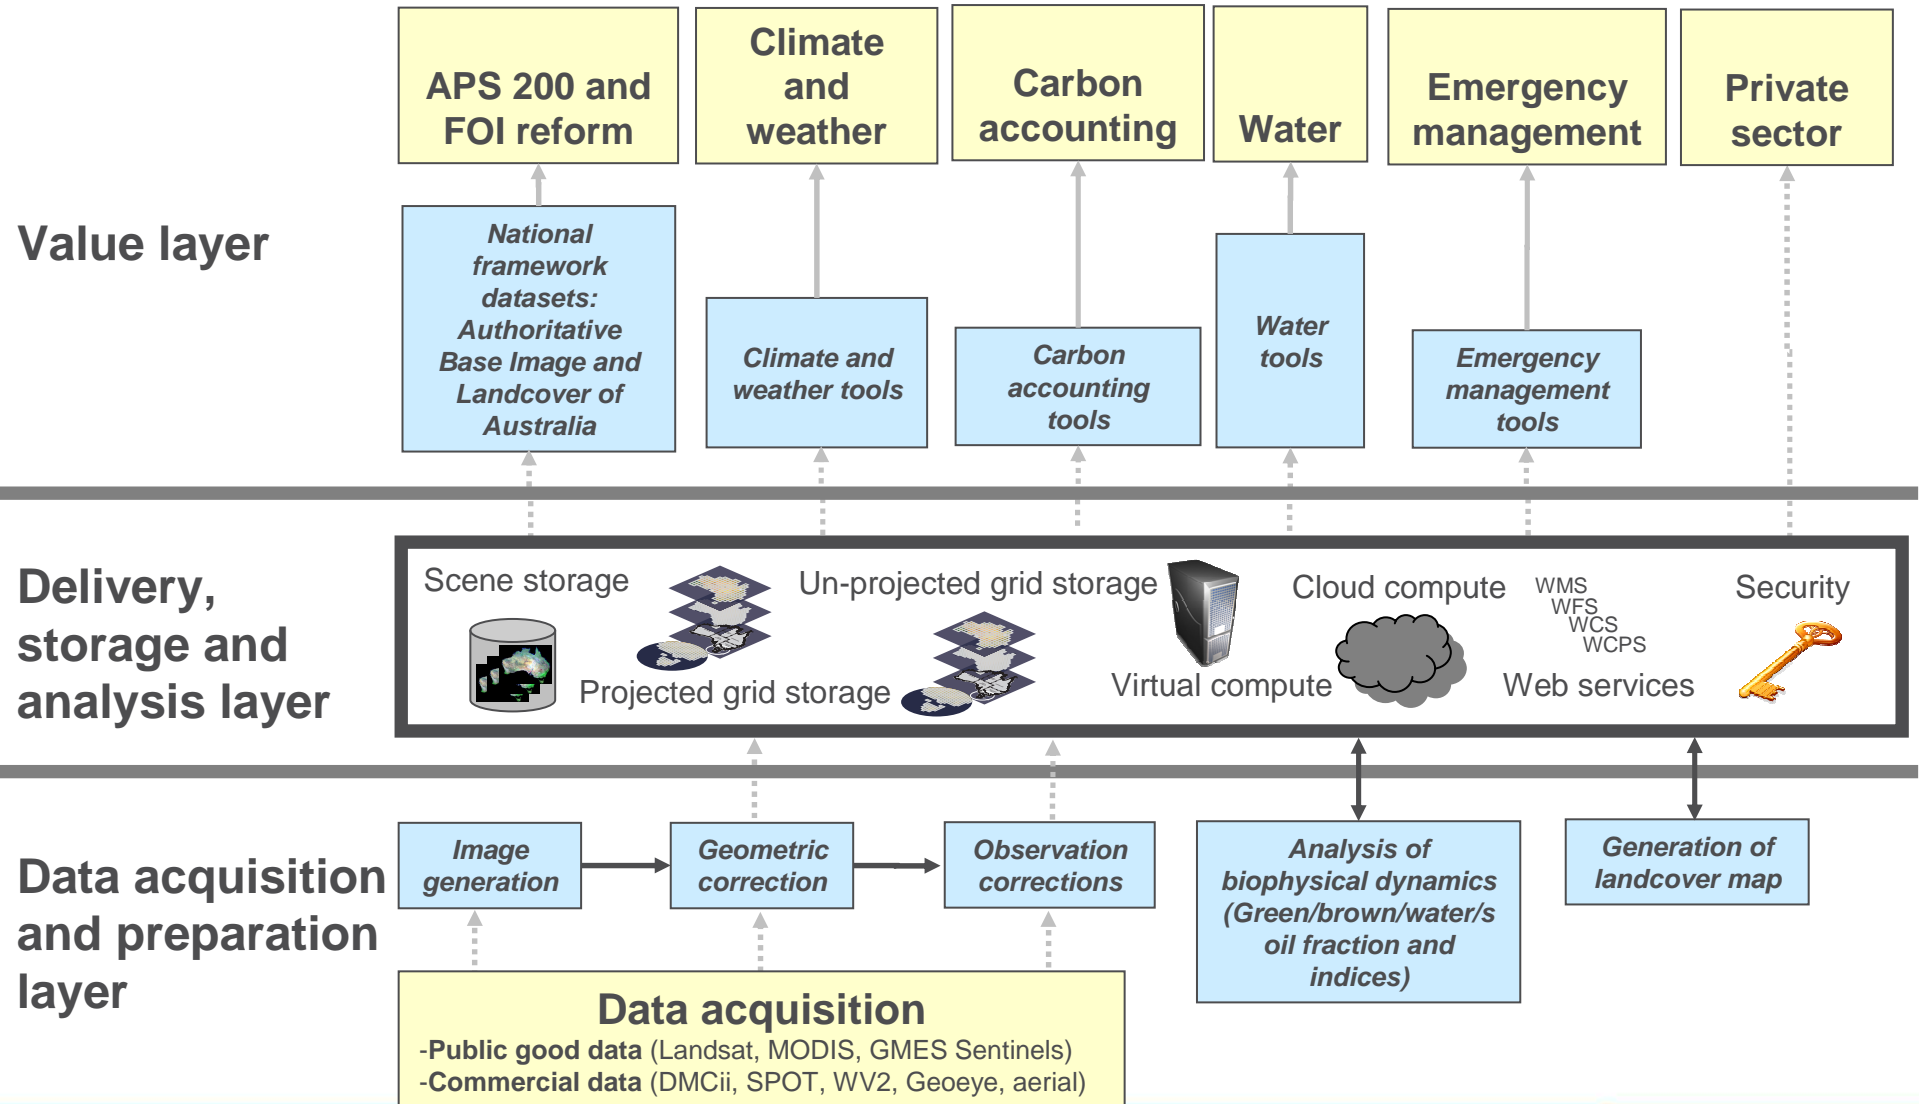 APS 200 and
FOI reform
Climate
and
weather
Carbon
accounting
Water
Emergency
management
Private
sector
Value layer
National
framework
datasets:
Authoritative
Base Image and
Landcover of
Australia
Climate and
weather tools
Carbon
accounting
tools
Water
tools
Emergency
management
tools
Delivery,
storage and
analysis layer
Scene storage
Projected grid storage
Un-projected grid storage
Virtual compute
Cloud compute
WMS
WFS
WCS
WCPS
Web services
Security
Data acquisition
and preparation
layer
Image
generation
Geometric
correction
Observation
corrections
Analysis of
biophysical dynamics
(Green/brown/water/s
oil fraction and
indices)
Generation of
landcover map
Data acquisition
-Public good data (Landsat, MODIS, GMES Sentinels)
-Commercial data (DMCii, SPOT, WV2, Geoeye, aerial)